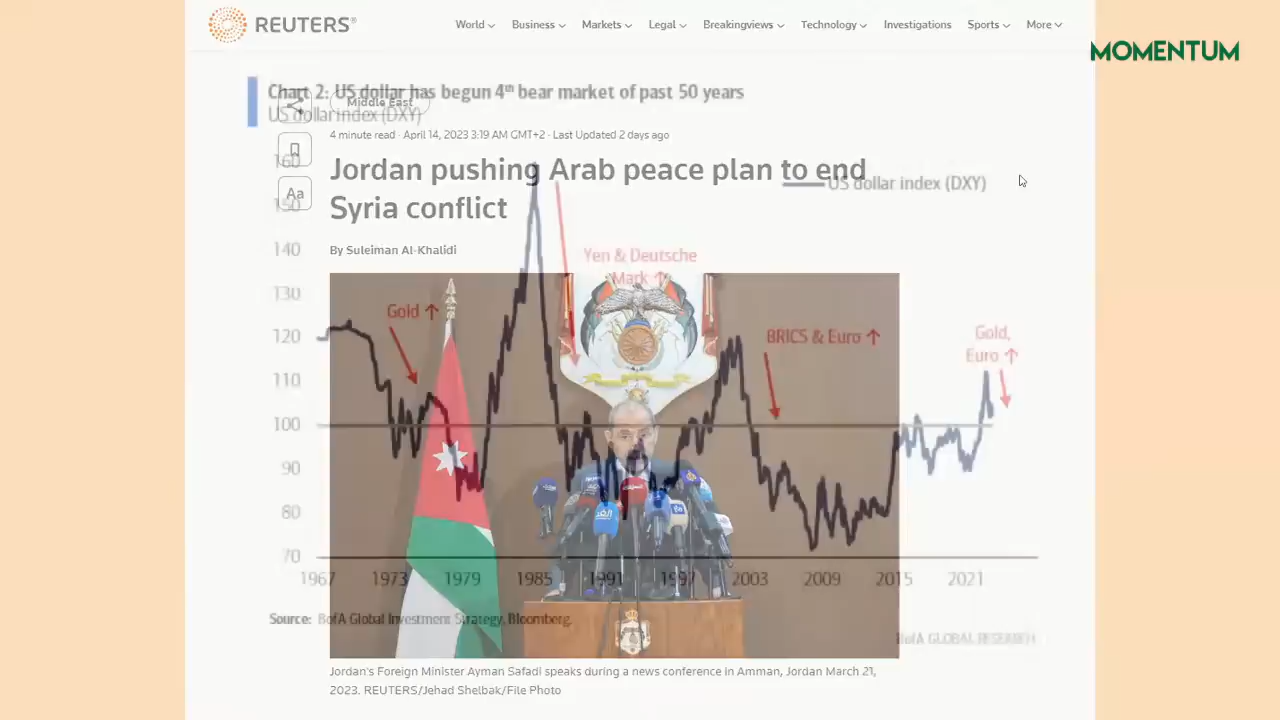 REUTERS®
World Business Markets Legal Breakingviews Technology Investigations Sports More
MOMENTUM
Chart 2: US dollar has begun 4th bear market of past 50 years
US dollar index (DXY)
Middle East
4 minute read · April 14, 2023 3:19 AM GMT+2 · Last Updated 2 days ago
Jordan pushing Arab peace plan to end
Syria conflict
Aa
By Suleiman Al-Khalidi
US dollar index (DXY)
160
150
140
130
120
110
100
90
80
70
Gold ↑
Yen & Deutsche
Mark ↑
BRICS & Euro ↑
Gold,
Euro ↑
1967 1973 1979 1985 1991 1997 2003 2009 2015 2021
Source: BofA Global Investment Strategy, Bloomberg.
BofA GLOBAL RESEARCH
Jordan's Foreign Minister Ayman Safadi speaks during a news conference in Amman, Jordan March 21,
2023. REUTERS/Jehad Shelbak/File Photo